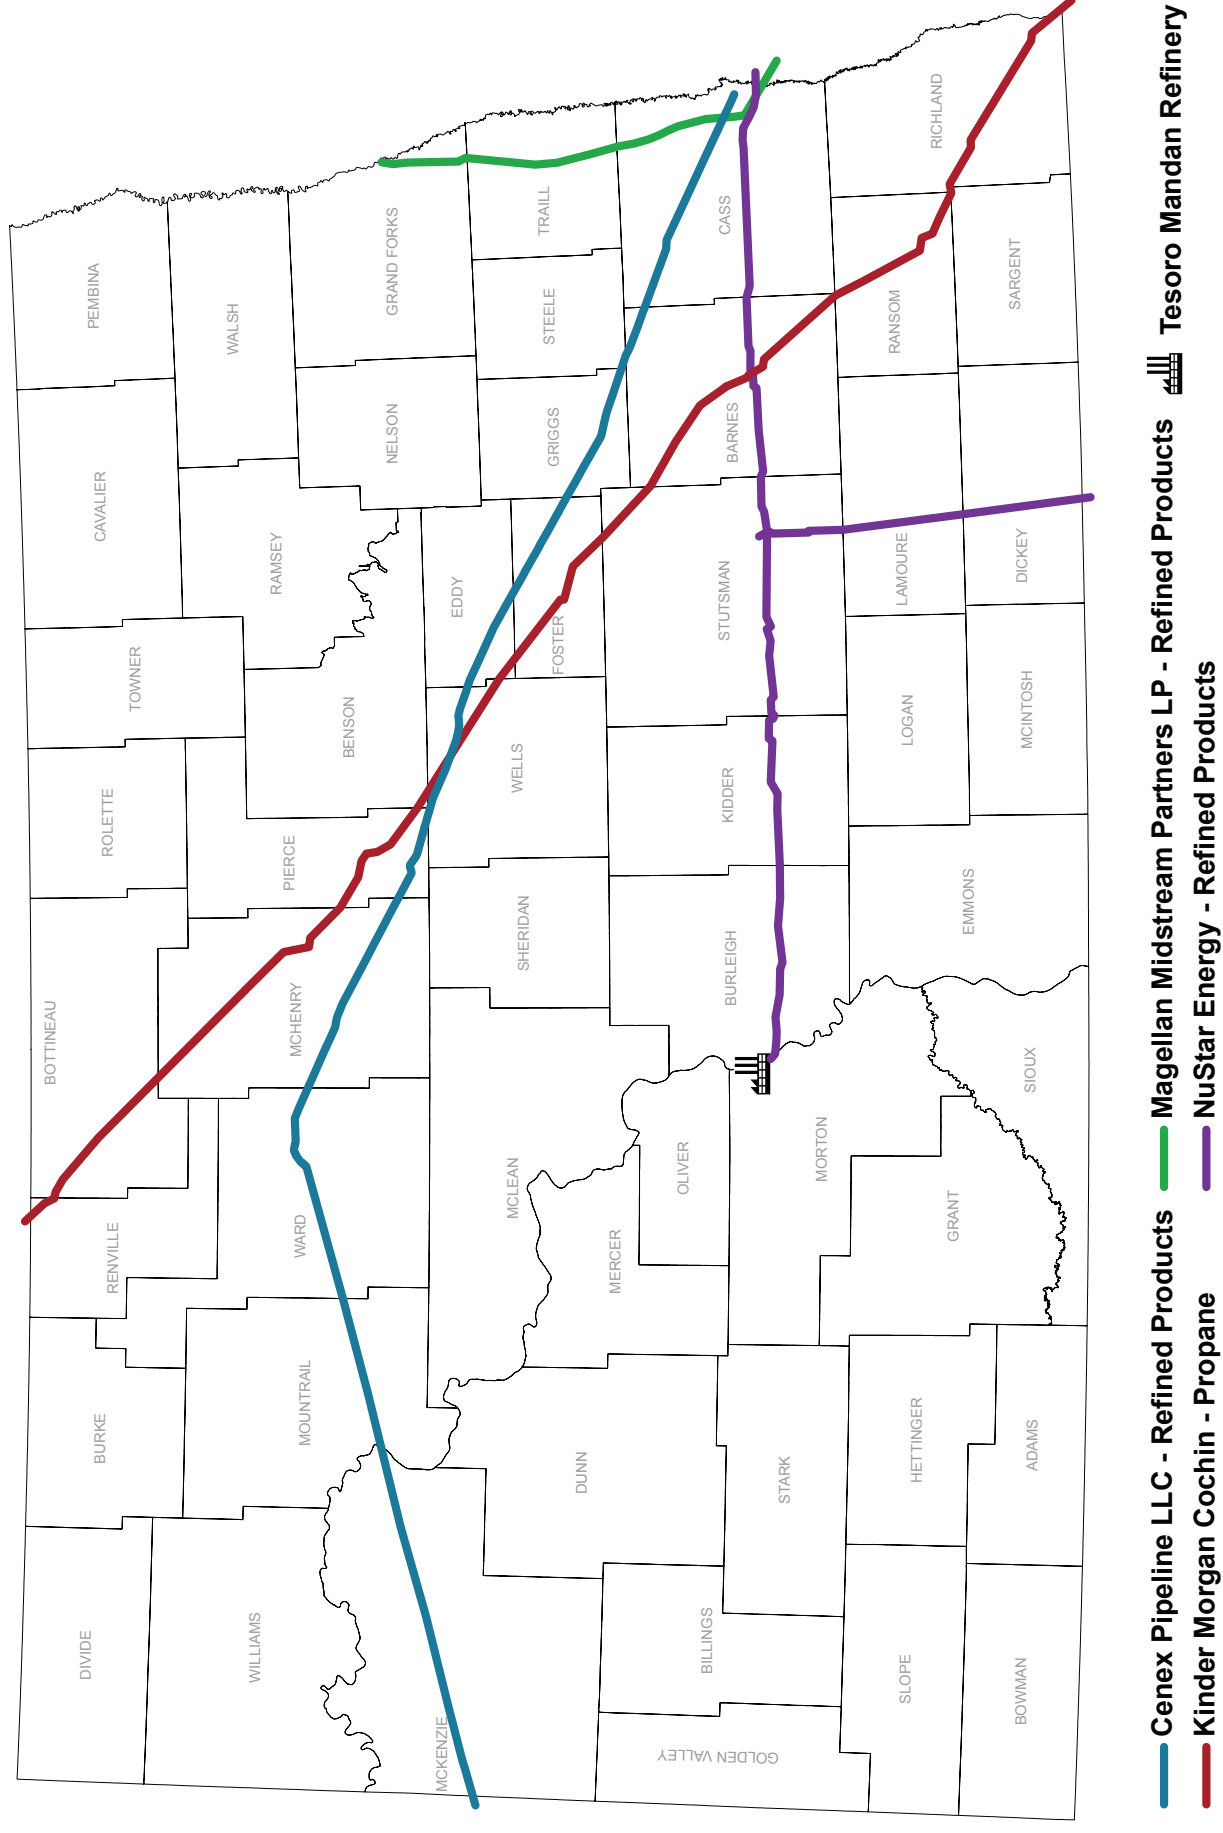 DIVIDE
BURKE
RENVILLE
BOTTINEAU
ROLETTE
TOWNER
CAVALIER
PEMBINA
WILLIAMS
MOUNTRAIL
WARD
MCHENRY
PIERCE
BENSON
RAMSEY
WALSH
NELSON
GRAND FORKS
MCKENZIE
DUNN
MERCER
OLIVER
MCLEAN
SHERIDAN
WELLS
EDDY
FOSTER
GRIGGS
STEELE
TRAILL
GOLDEN VALLEY
BILLINGS
STARK
MORTON
BURLEIGH
KIDDER
STUTSMAN
BARNES
CASS
SLOPE
HETTINGER
GRANT
EMMONS
LOGAN
LAMOURE
RANSOM
RICHLAND
BOWMAN
ADAMS
SIOUX
MCINTOSH
DICKEY
SARGENT
Cenex Pipeline LLC - Refined Products
Magellan Midstream Partners LP - Refined Products
Tesoro Mandan Refinery
Kinder Morgan Cochin - Propane
NuStar Energy - Refined Products